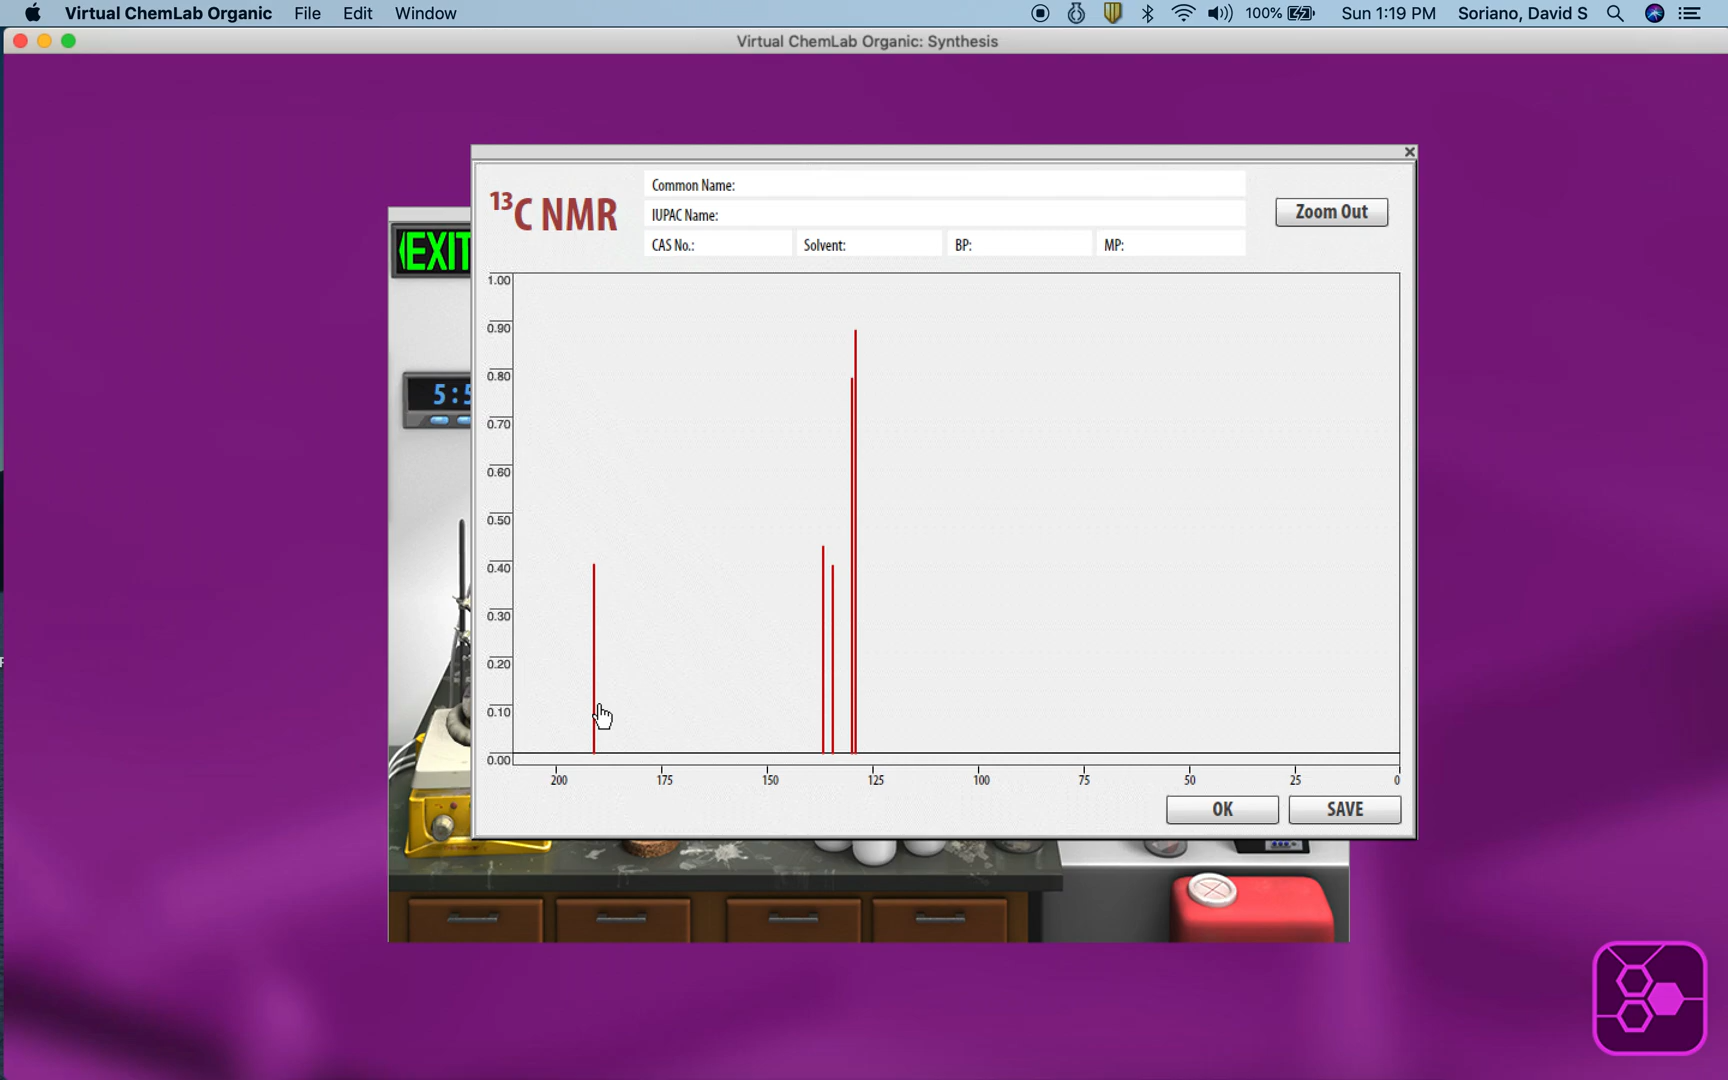 Virtual ChemLab Organic File Edit Window 100% Sun 1:19 PM Soriano, David S
Virtual ChemLab Organic: Synthesis
EXIT
5:5
13C NMR
Common Name:
IUPAC Name:
CAS No.: Solvent: BP: MP:
Zoom Out
1.00
0.90
0.80
0.70
0.60
0.50
0.40
0.30
0.20
0.10
0.00
200 175 150 125 100 75 50 25 0
OK SAVE